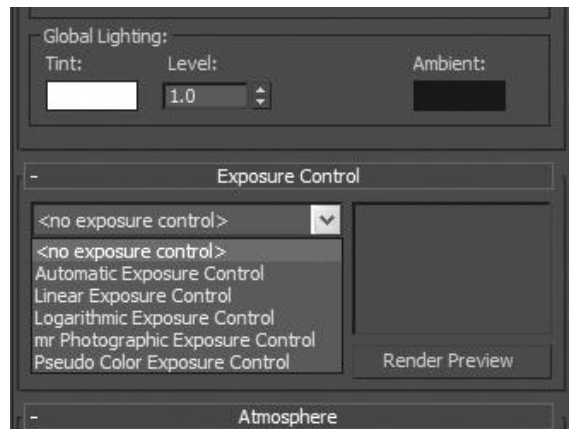 Global Lighting:
Tint: Level: Ambient:
1.0
- Exposure Control
<no exposure control>
<no exposure control>
Automatic Exposure Control
Linear Exposure Control
Logarithmic Exposure Control
mr Photographic Exposure Control
Pseudo Color Exposure Control
Render Preview
- Atmosphere